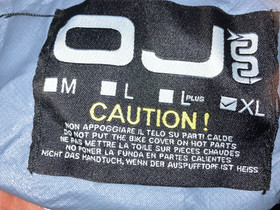 OJ
M L LPLUS XL
CAUTION!
NON APPOGGIARE IL TELO SU PARTI CALDE
DO NOT PUT THE BIKE COVER ON HOT PARTS
NE PAS METTRE LA TOILE SUR PIECES CHAUDES
NO PONER LA FUNDA EN PARTES CALIENTES
NICHT DAS HANDTUCH, WENN DER AUSPUFFTOPF IST HEISS